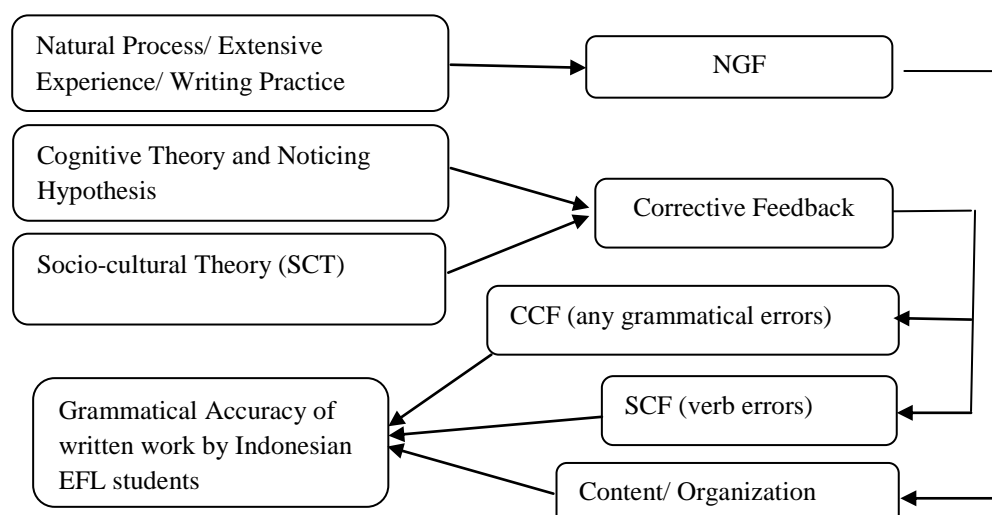 Natural Process/ Extensive
Experience/ Writing Practice
NGF
Cognitive Theory and Noticing
Hypothesis
Corrective Feedback
Socio-cultural Theory (SCT)
CCF (any grammatical errors)
SCF (verb errors)
Grammatical Accuracy of
written work by Indonesian
EFL students
Content/ Organization